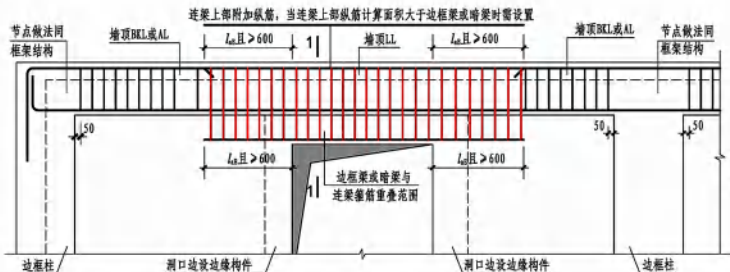 连梁上部附加纵筋,当连梁上部纵筋计算面积大于边框梁或暗梁时需设置
节点做法同
框架结构
墙顶BKL或AL
laE且≥600
1
墙顶LL
laE且≥600
墙顶BKL或AL
节点做法同
框架结构
50
50
50
laE且≥600
laE且≥600
1
边框梁或暗梁与
连梁箍筋重叠范围
边框柱
洞口边设边缘构件
洞口边设边缘构件
边框柱